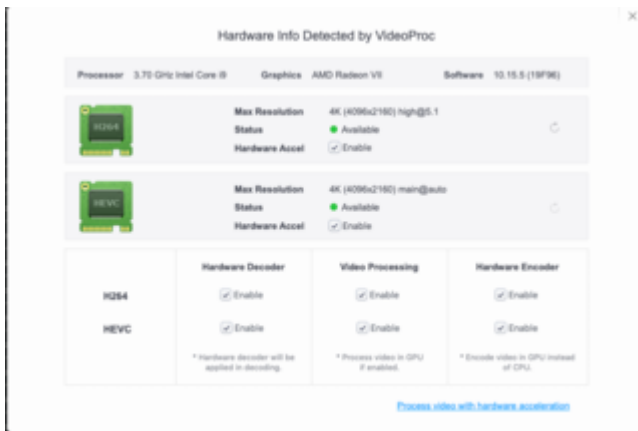 Hardware Info Detected by VideoProc
Processor 3.70 GHz Intel Core i9 Graphics AMD Radeon VII Software 10.15.5 (19F96)
H264
Max Resolution 4K (4096x2160) high@5.1
Status Available
Hardware Accel Enable
HEVC
Max Resolution 4K (4096x2160) main@auto
Status Available
Hardware Accel Enable
Hardware Decoder Video Processing Hardware Encoder
H264 Enable Enable Enable
HEVC Enable Enable Enable
* Hardware decoder will be * Process video in GPU * Encode video in GPU instead
applied in decoding. if enabled. of CPU.
Process video with hardware acceleration